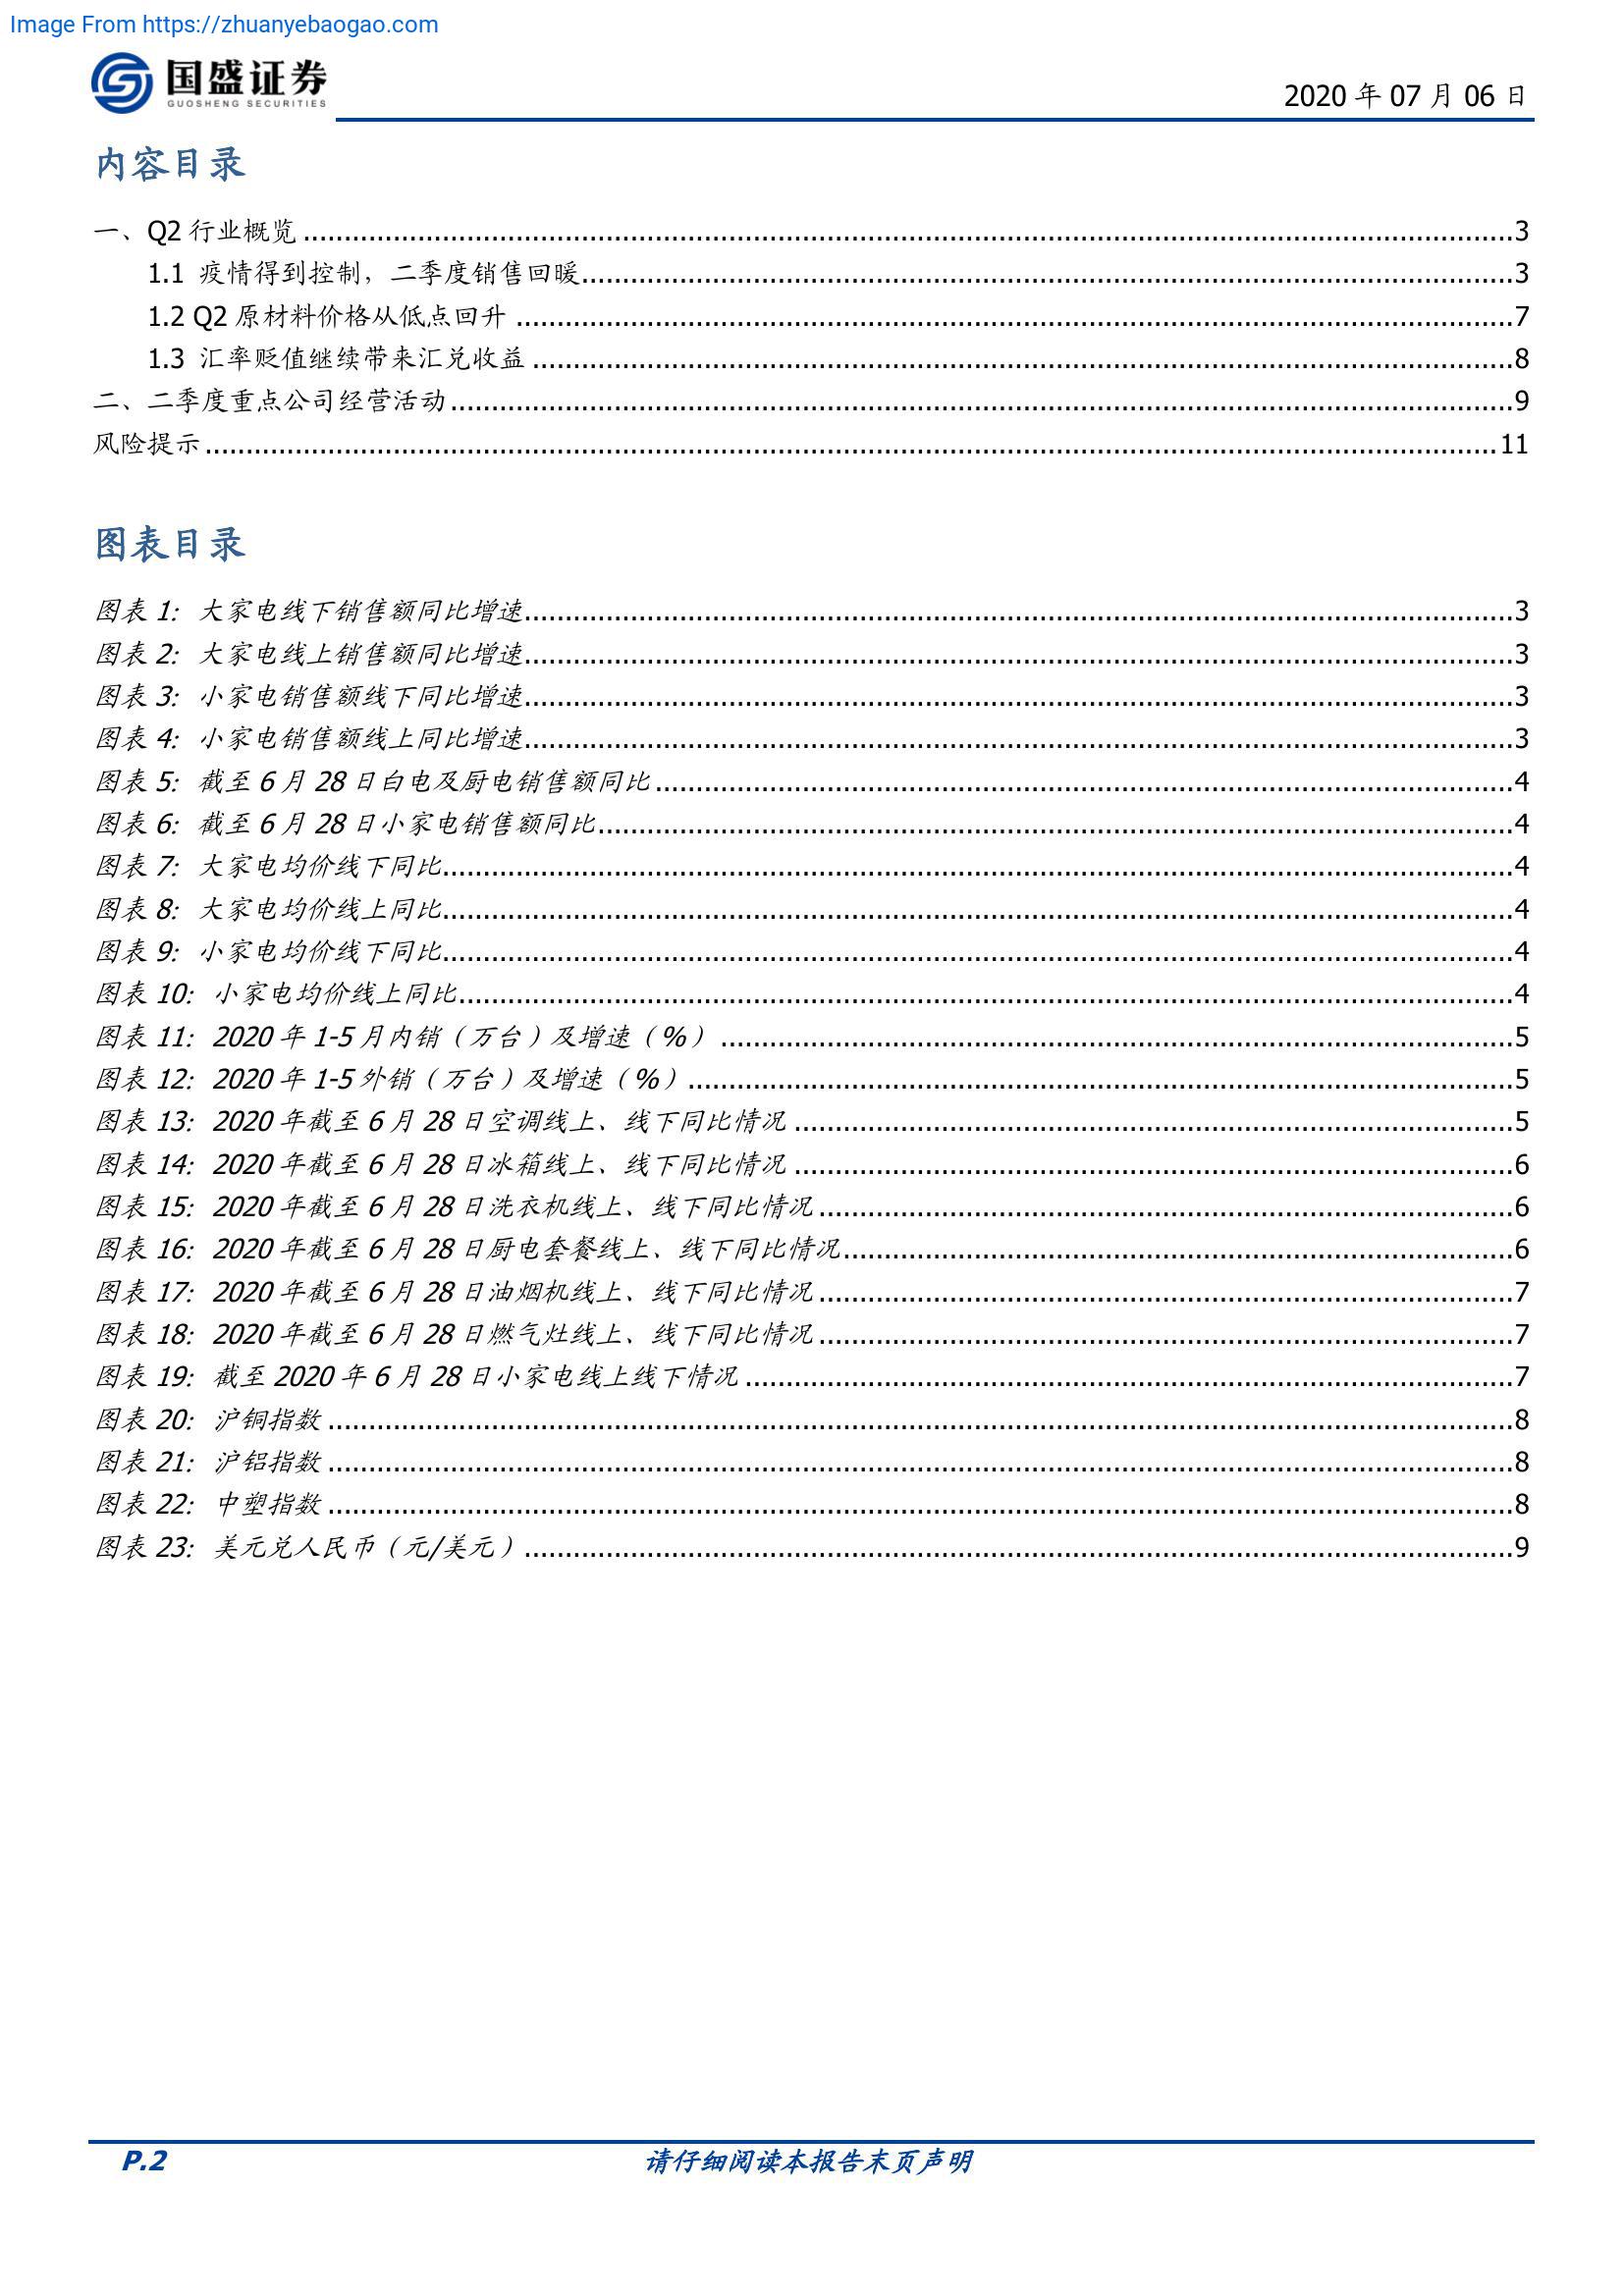 Image From https://zhuanyebaogao.com
国盛证券
GUOSHENG SECURITIES
2020 年 07 月 06 日
内容目录
一、Q2 行业概览 ........ 3
1.1 疫情得到控制，二季度销售回暖 ........ 3
1.2 Q2 原材料价格从低点回升 ........ 7
1.3 汇率贬值继续带来汇兑收益 ........ 8
二、二季度重点公司经营活动 ........ 9
风险提示 ........ 11
图表目录
图表 1: 大家电线下销售额同比增速 ........ 3
图表 2: 大家电线上销售额同比增速 ........ 3
图表 3: 小家电销售额线下同比增速 ........ 3
图表 4: 小家电销售额线上同比增速 ........ 3
图表 5: 截至 6 月 28 日白电及厨电销售额同比 ........ 4
图表 6: 截至 6 月 28 日小家电销售额同比 ........ 4
图表 7: 大家电均价线下同比 ........ 4
图表 8: 大家电均价线上同比 ........ 4
图表 9: 小家电均价线下同比 ........ 4
图表 10: 小家电均价线上同比 ........ 4
图表 11: 2020 年 1-5 月内销（万台）及增速（%） ........ 5
图表 12: 2020 年 1-5 外销（万台）及增速（%） ........ 5
图表 13: 2020 年截至 6 月 28 日空调线上、线下同比情况 ........ 5
图表 14: 2020 年截至 6 月 28 日冰箱线上、线下同比情况 ........ 6
图表 15: 2020 年截至 6 月 28 日洗衣机线上、线下同比情况 ........ 6
图表 16: 2020 年截至 6 月 28 日厨电套餐线上、线下同比情况 ........ 6
图表 17: 2020 年截至 6 月 28 日油烟机线上、线下同比情况 ........ 7
图表 18: 2020 年截至 6 月 28 日燃气灶线上、线下同比情况 ........ 7
图表 19: 截至 2020 年 6 月 28 日小家电线上线下情况 ........ 7
图表 20: 沪铜指数 ........ 8
图表 21: 沪铝指数 ........ 8
图表 22: 中塑指数 ........ 8
图表 23: 美元兑人民币（元/美元） ........ 9
P.2
请仔细阅读本报告末页声明